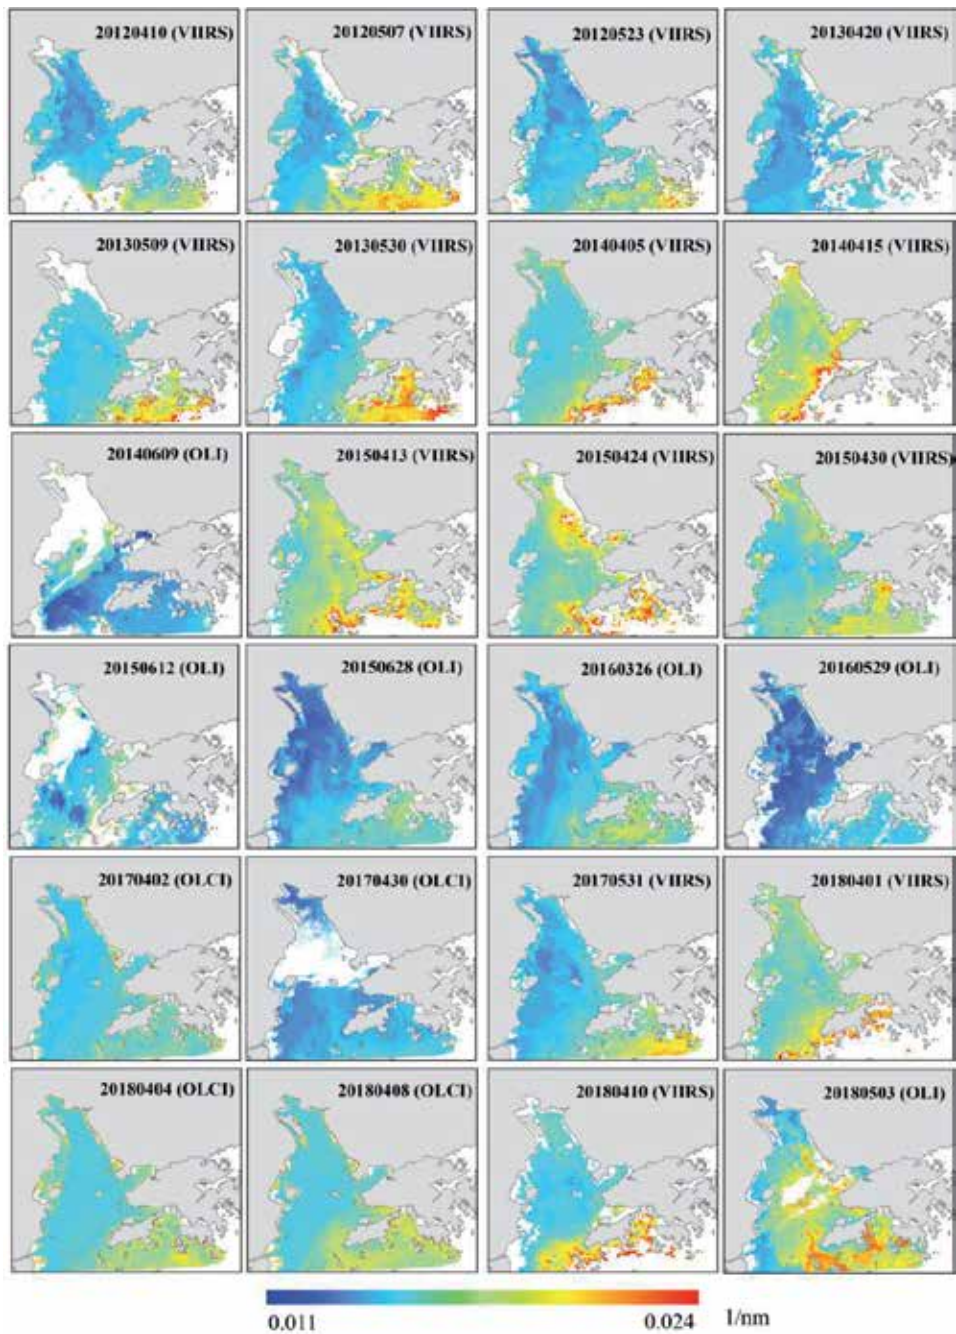 20120410 (VIIRS)
20120507 (VIIRS)
20120523 (VIIRS)
20130420 (VIIRS)
20130509 (VIIRS)
20130530 (VIIRS)
20140405 (VIIRS)
20140415 (VIIRS)
20140609 (OLI)
20150413 (VIIRS)
20150424 (VIIRS)
20150430 (VIIRS)
20150612 (OLI)
20150628 (OLI)
20160326 (OLI)
20160529 (OLI)
20170402 (OLCI)
20170430 (OLCI)
20170531 (VIIRS)
20180401 (VIIRS)
20180404 (OLCI)
20180408 (OLCI)
20180410 (VIIRS)
20180503 (OLI)
0.011 0.024 1/nm